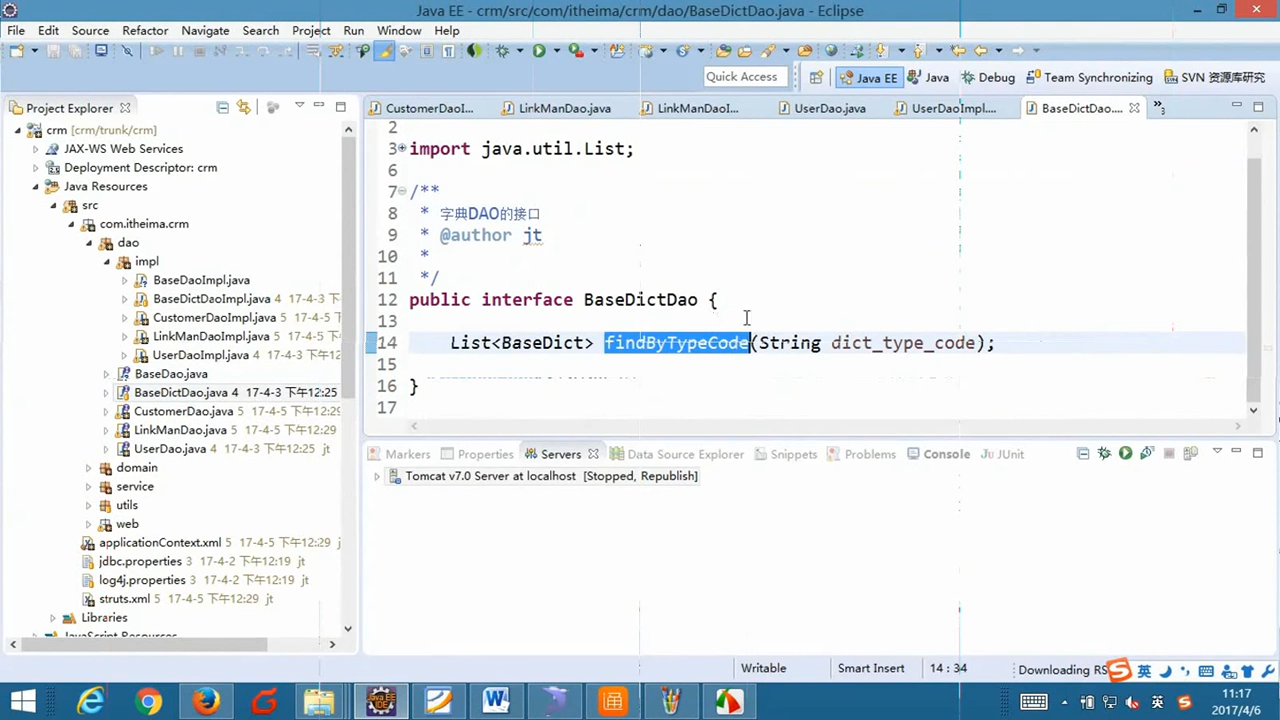 Java EE - crm/src/com/itheima/crm/dao/BaseDictDao.java - Eclipse
File Edit Source Refactor Navigate Search Project Run Window Help
Quick Access
Java EE
Java
Debug
Team Synchronizing
SVN 资源库研究
Project Explorer
CustomerDaoI...
LinkManDao.java
LinkManDaoI...
UserDao.java
UserDaoImpl....
BaseDictDao....
crm [crm/trunk/crm]
JAX-WS Web Services
Deployment Descriptor: crm
Java Resources
src
com.itheima.crm
dao
impl
BaseDaoImpl.java
BaseDictDaoImpl.java 4 17-4-3 下
CustomerDaoImpl.java 5 17-4-5
LinkManDaoImpl.java 5 17-4-5 下
UserDaoImpl.java 4 17-4-3 下午12
BaseDao.java
BaseDictDao.java 4 17-4-3 下午12:25
CustomerDao.java 5 17-4-5 下午12:29
LinkManDao.java 5 17-4-5 下午12:29
UserDao.java 4 17-4-3 下午12:25 jt
domain
service
utils
web
applicationContext.xml 5 17-4-5 下午12:29 j
jdbc.properties 3 17-4-2 下午12:19 jt
log4j.properties 3 17-4-2 下午12:19 jt
struts.xml 5 17-4-5 下午12:29 jt
Libraries
JavaScript Resources
2
3 import java.util.List;
6
7 /**
8 * 字典DAO的接口
9 * @author jt
10 *
11 */
12 public interface BaseDictDao {
13
14 List<BaseDict> findByTypeCode(String dict_type_code);
15
16 }
17
Markers
Properties
Servers
Data Source Explorer
Snippets
Problems
Console
JUnit
Tomcat v7.0 Server at localhost [Stopped, Republish]
Writable
Smart Insert
14 : 34
Downloading RS
英
英
11:17
2017/4/6